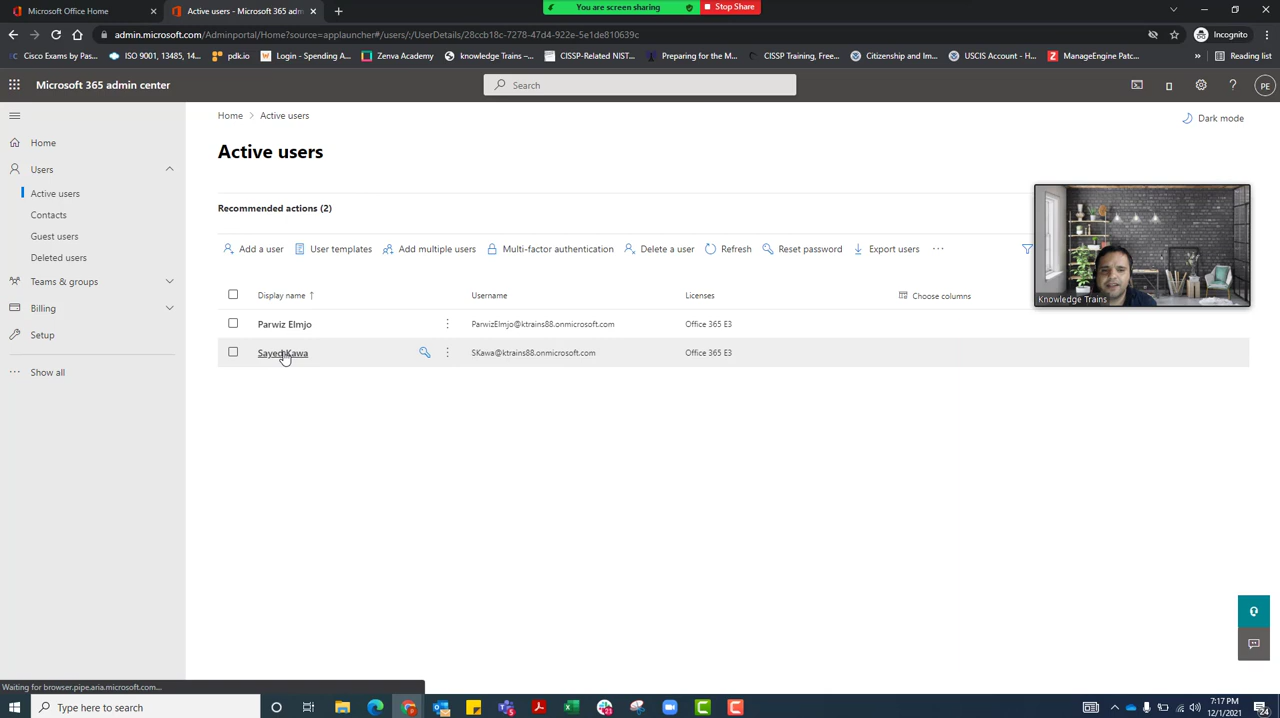 Microsoft Office Home
Active users - Microsoft 365 adm
You are screen sharing
Stop Share
admin.microsoft.com/Adminportal/Home?source=applauncher#/users/:/UserDetails/28ccb18c-7278-47d4-922e-5e1de810639c
Incognito
Cisco Exams by Pas...
ISO 9001, 13485, 14...
pdk.io
Login - Spending A...
Zenva Academy
knowledge Trains –...
CISSP-Related NIST...
Preparing for the M...
CISSP Training, Free...
Citizenship and Im...
USCIS Account – H...
ManageEngine Patc...
»
Reading list
Microsoft 365 admin center
Search
PE
Home
Users
Active users
Contacts
Guest users
Deleted users
Teams & groups
Billing
Setup
Show all
Home > Active users
Dark mode
Active users
Recommended actions (2)
Add a user
User templates
Add multiple users
Multi-factor authentication
Delete a user
Refresh
Reset password
Export users
Display name ↑
Username
Licenses
Choose columns
Parwiz Elmjo
ParwizElmjo@ktrains88.onmicrosoft.com
Office 365 E3
Sayed Kawa
SKawa@ktrains88.onmicrosoft.com
Office 365 E3
Knowledge Trains
Waiting for browser.pipe.aria.microsoft.com...
Type here to search
7:17 PM
12/1/2021
24